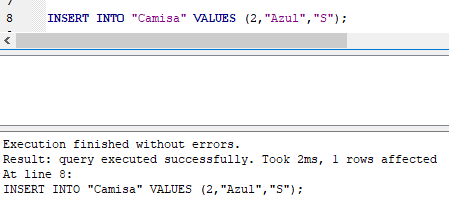 8 INSERT INTO "Camisa" VALUES (2,"Azul","S");
Execution finished without errors.
Result: query executed successfully. Took 2ms, 1 rows affected
At line 8:
INSERT INTO "Camisa" VALUES (2,"Azul","S");